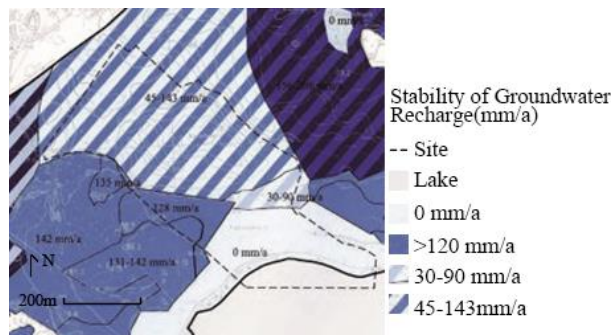 0 mm/a
45-143 mm/a
135 mm/a
128 mm/a
30-90 mm/a
142 mm/a
131-142 mm/a
0 mm/a
N
200m
Stability of Groundwater
Recharge(mm/a)
Site
Lake
0 mm/a
>120 mm/a
30-90 mm/a
45-143mm/a